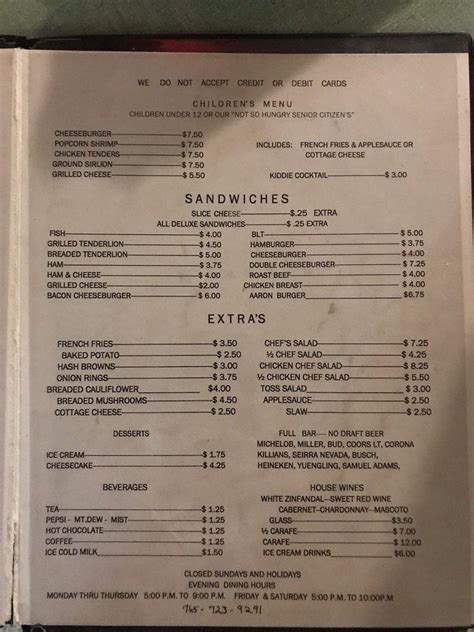 WE DO NOT ACCEPT CREDIT OR DEBIT CARDS
CHILDREN'S MENU
CHILDREN UNDER 12 OR OUR "NOT SO HUNGRY SENIOR CITIZEN'S"
CHEESEBURGER $7.50
POPCORN SHRIMP $7.50
CHICKEN TENDERS $7.50
GROUND SIRLION $7.50
GRILLED CHEESE $5.50
INCLUDES: FRENCH FRIES & APPLESAUCE OR
COTTAGE CHEESE
KIDDIE COCKTAIL $3.00
SANDWICHES
SLICE CHEESE $.25 EXTRA
ALL DELUXE SANDWICHES $.25 EXTRA
FISH $4.00
GRILLED TENDERLION $4.50
BREADED TENDERLION $5.00
HAM $3.75
HAM & CHEESE $4.00
GRILLED CHEESE $2.00
BACON CHEESEBURGER $6.00
BLT $5.00
HAMBURGER $3.75
CHEESEBURGER $4.00
DOUBLE CHEESEBURGER $7.25
ROAST BEEF $4.00
CHICKEN BREAST $4.00
AARON BURGER $6.75
EXTRA'S
FRENCH FRIES $3.50
BAKED POTATO $2.50
HASH BROWNS $3.00
ONION RINGS $3.75
BREADED CAULIFLOWER $4.00
BREADED MUSHROOMS $4.50
COTTAGE CHEESE $2.50
CHEF'S SALAD $7.25
½ CHEF SALAD $4.25
CHICKEN CHEF SALAD $8.25
½ CHICKEN CHEF SALAD $5.50
TOSS SALAD $3.00
APPLESAUCE $2.50
SLAW $2.50
DESSERTS
ICE CREAM $1.75
CHEESECAKE $4.25
FULL BAR--- NO DRAFT BEER
MICHELOB, MILLER, BUD, COORS LT, CORONA
KILLIANS, SEIRRA NEVADA, BUSCH,
HEINEKEN, YUENGLING, SAMUEL ADAMS,
BEVERAGES
TEA $1.25
PEPSI - MT.DEW - MIST $1.25
HOT CHOCOLATE $1.25
COFFEE $1.25
ICE COLD MILK $1.50
HOUSE WINES
WHITE ZINFANDAL--SWEET RED WINE
CABERNET-CHARDONNAY-MASCOTO
GLASS $3.50
½ CARAFE $7.00
CARAFE $12.00
ICE CREAM DRINKS $6.00
CLOSED SUNDAYS AND HOLIDAYS
EVENING DINING HOURS
MONDAY THRU THURSDAY 5:00 P.M. TO 9:00 P.M. FRIDAY & SATURDAY 5:00 TO 10:00P.M
765-723-9291